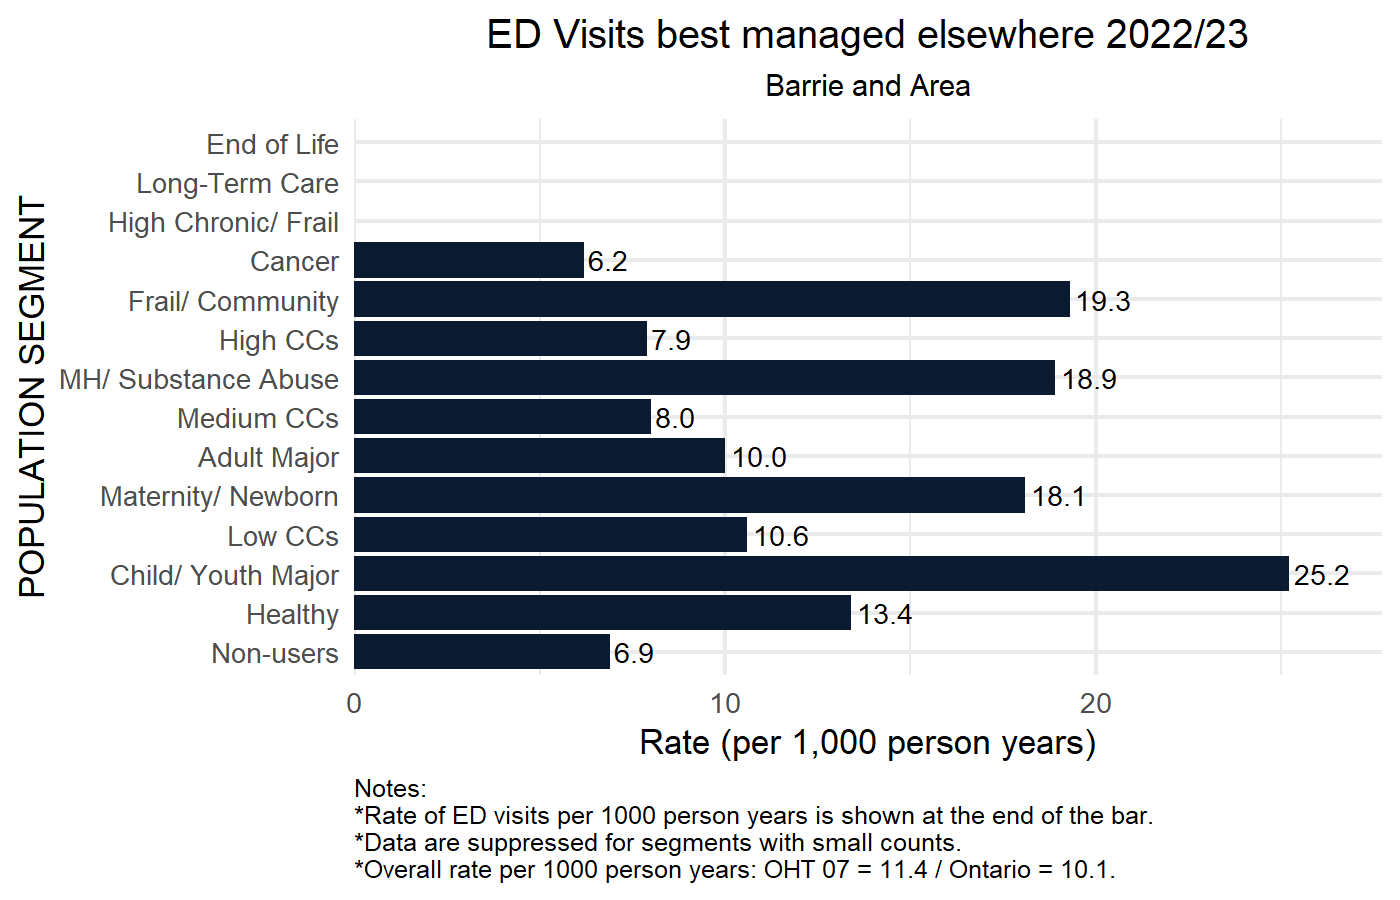 ED Visits best managed elsewhere 2022/23
Barrie and Area
POPULATION SEGMENT
End of Life
Long-Term Care
High Chronic/ Frail
Cancer 6.2
Frail/ Community 19.3
High CCs 7.9
MH/ Substance Abuse 18.9
Medium CCs 8.0
Adult Major 10.0
Maternity/ Newborn 18.1
Low CCs 10.6
Child/ Youth Major 25.2
Healthy 13.4
Non-users 6.9
0 10 20
Rate (per 1,000 person years)
Notes:
*Rate of ED visits per 1000 person years is shown at the end of the bar.
*Data are suppressed for segments with small counts.
*Overall rate per 1000 person years: OHT 07 = 11.4 / Ontario = 10.1.